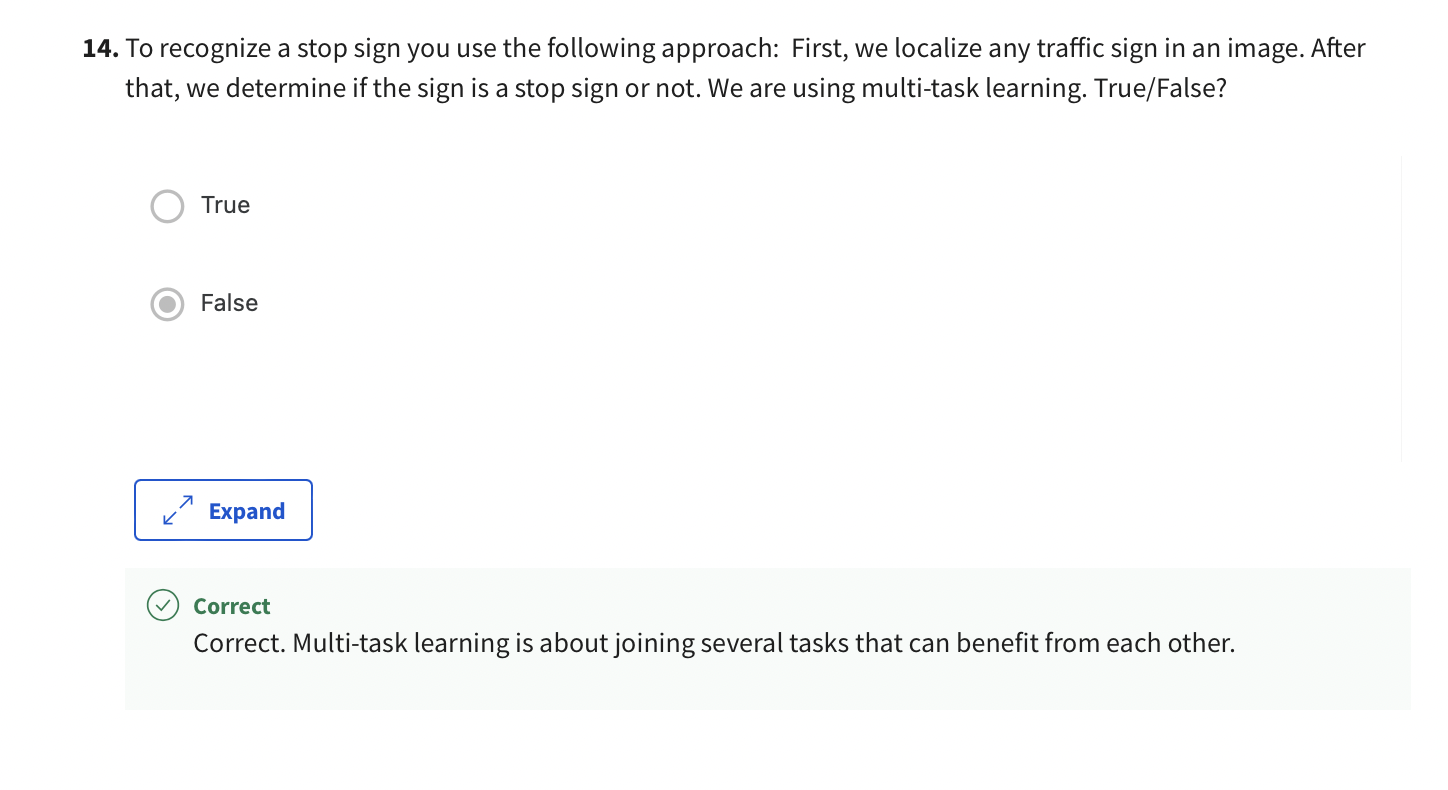 14. To recognize a stop sign you use the following approach:  First, we localize any traffic sign in an image. After
that, we determine if the sign is a stop sign or not. We are using multi-task learning. True/False?
True
False
Expand
Correct
Correct. Multi-task learning is about joining several tasks that can benefit from each other.